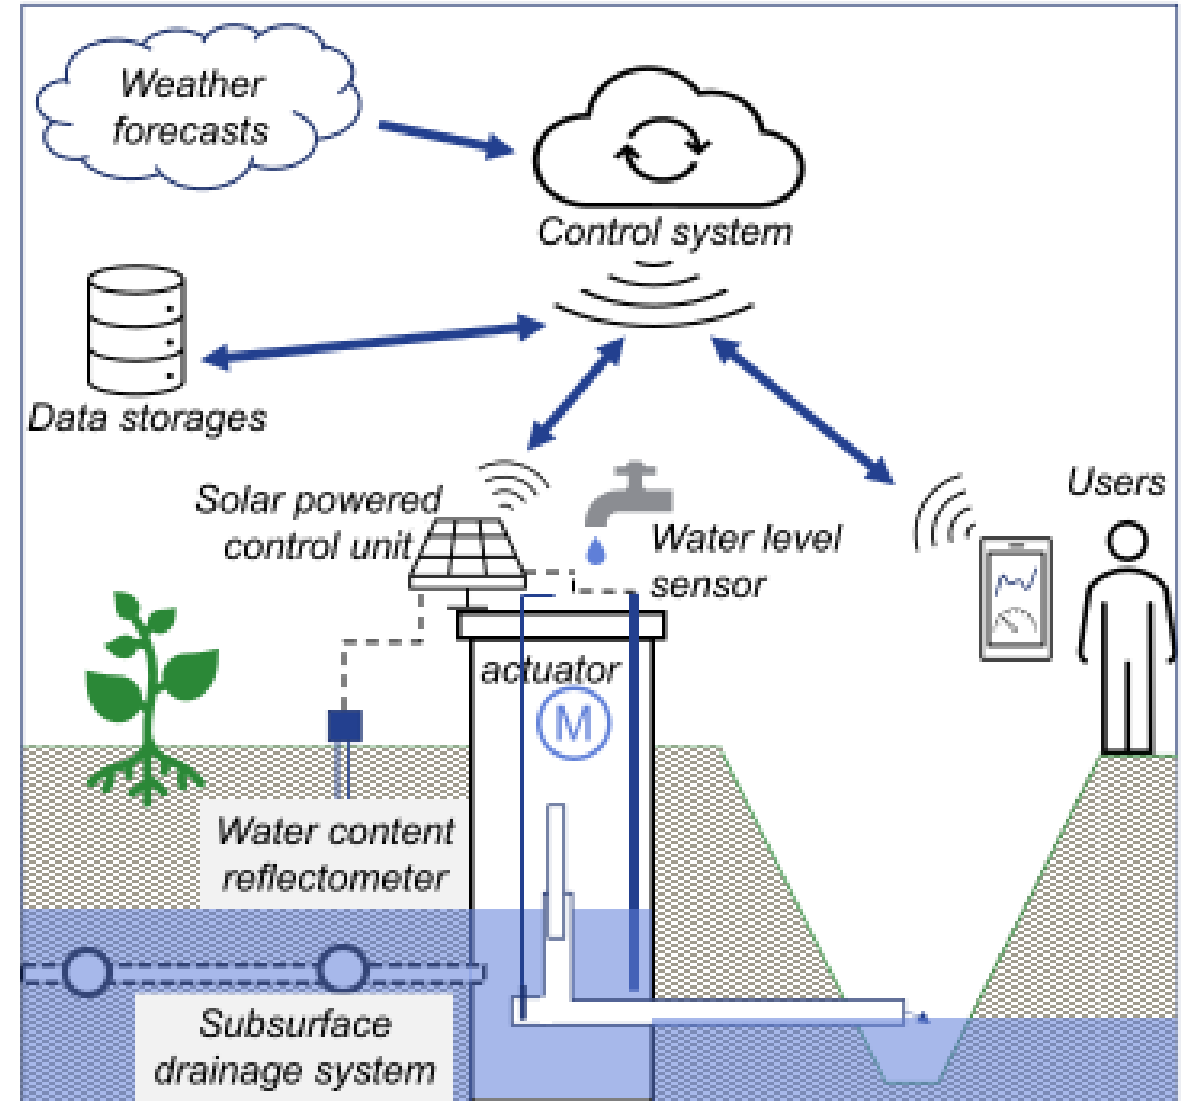 Weather
forecasts
Control system
Data storages
Solar powered
control unit
Water level
sensor
Users
actuator
M
Water content
reflectometer
Subsurface
drainage system